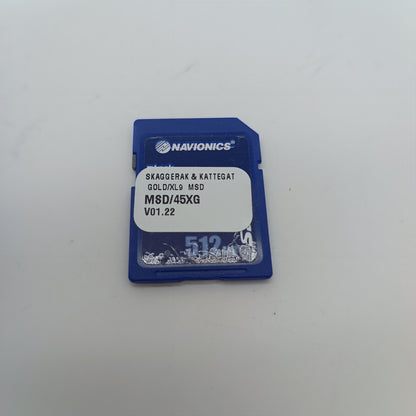 NAVIONICS
SKAGGERAK & KATTEGAT
GOLD/XL9 MSD
MSD/45XG
V01.22
512